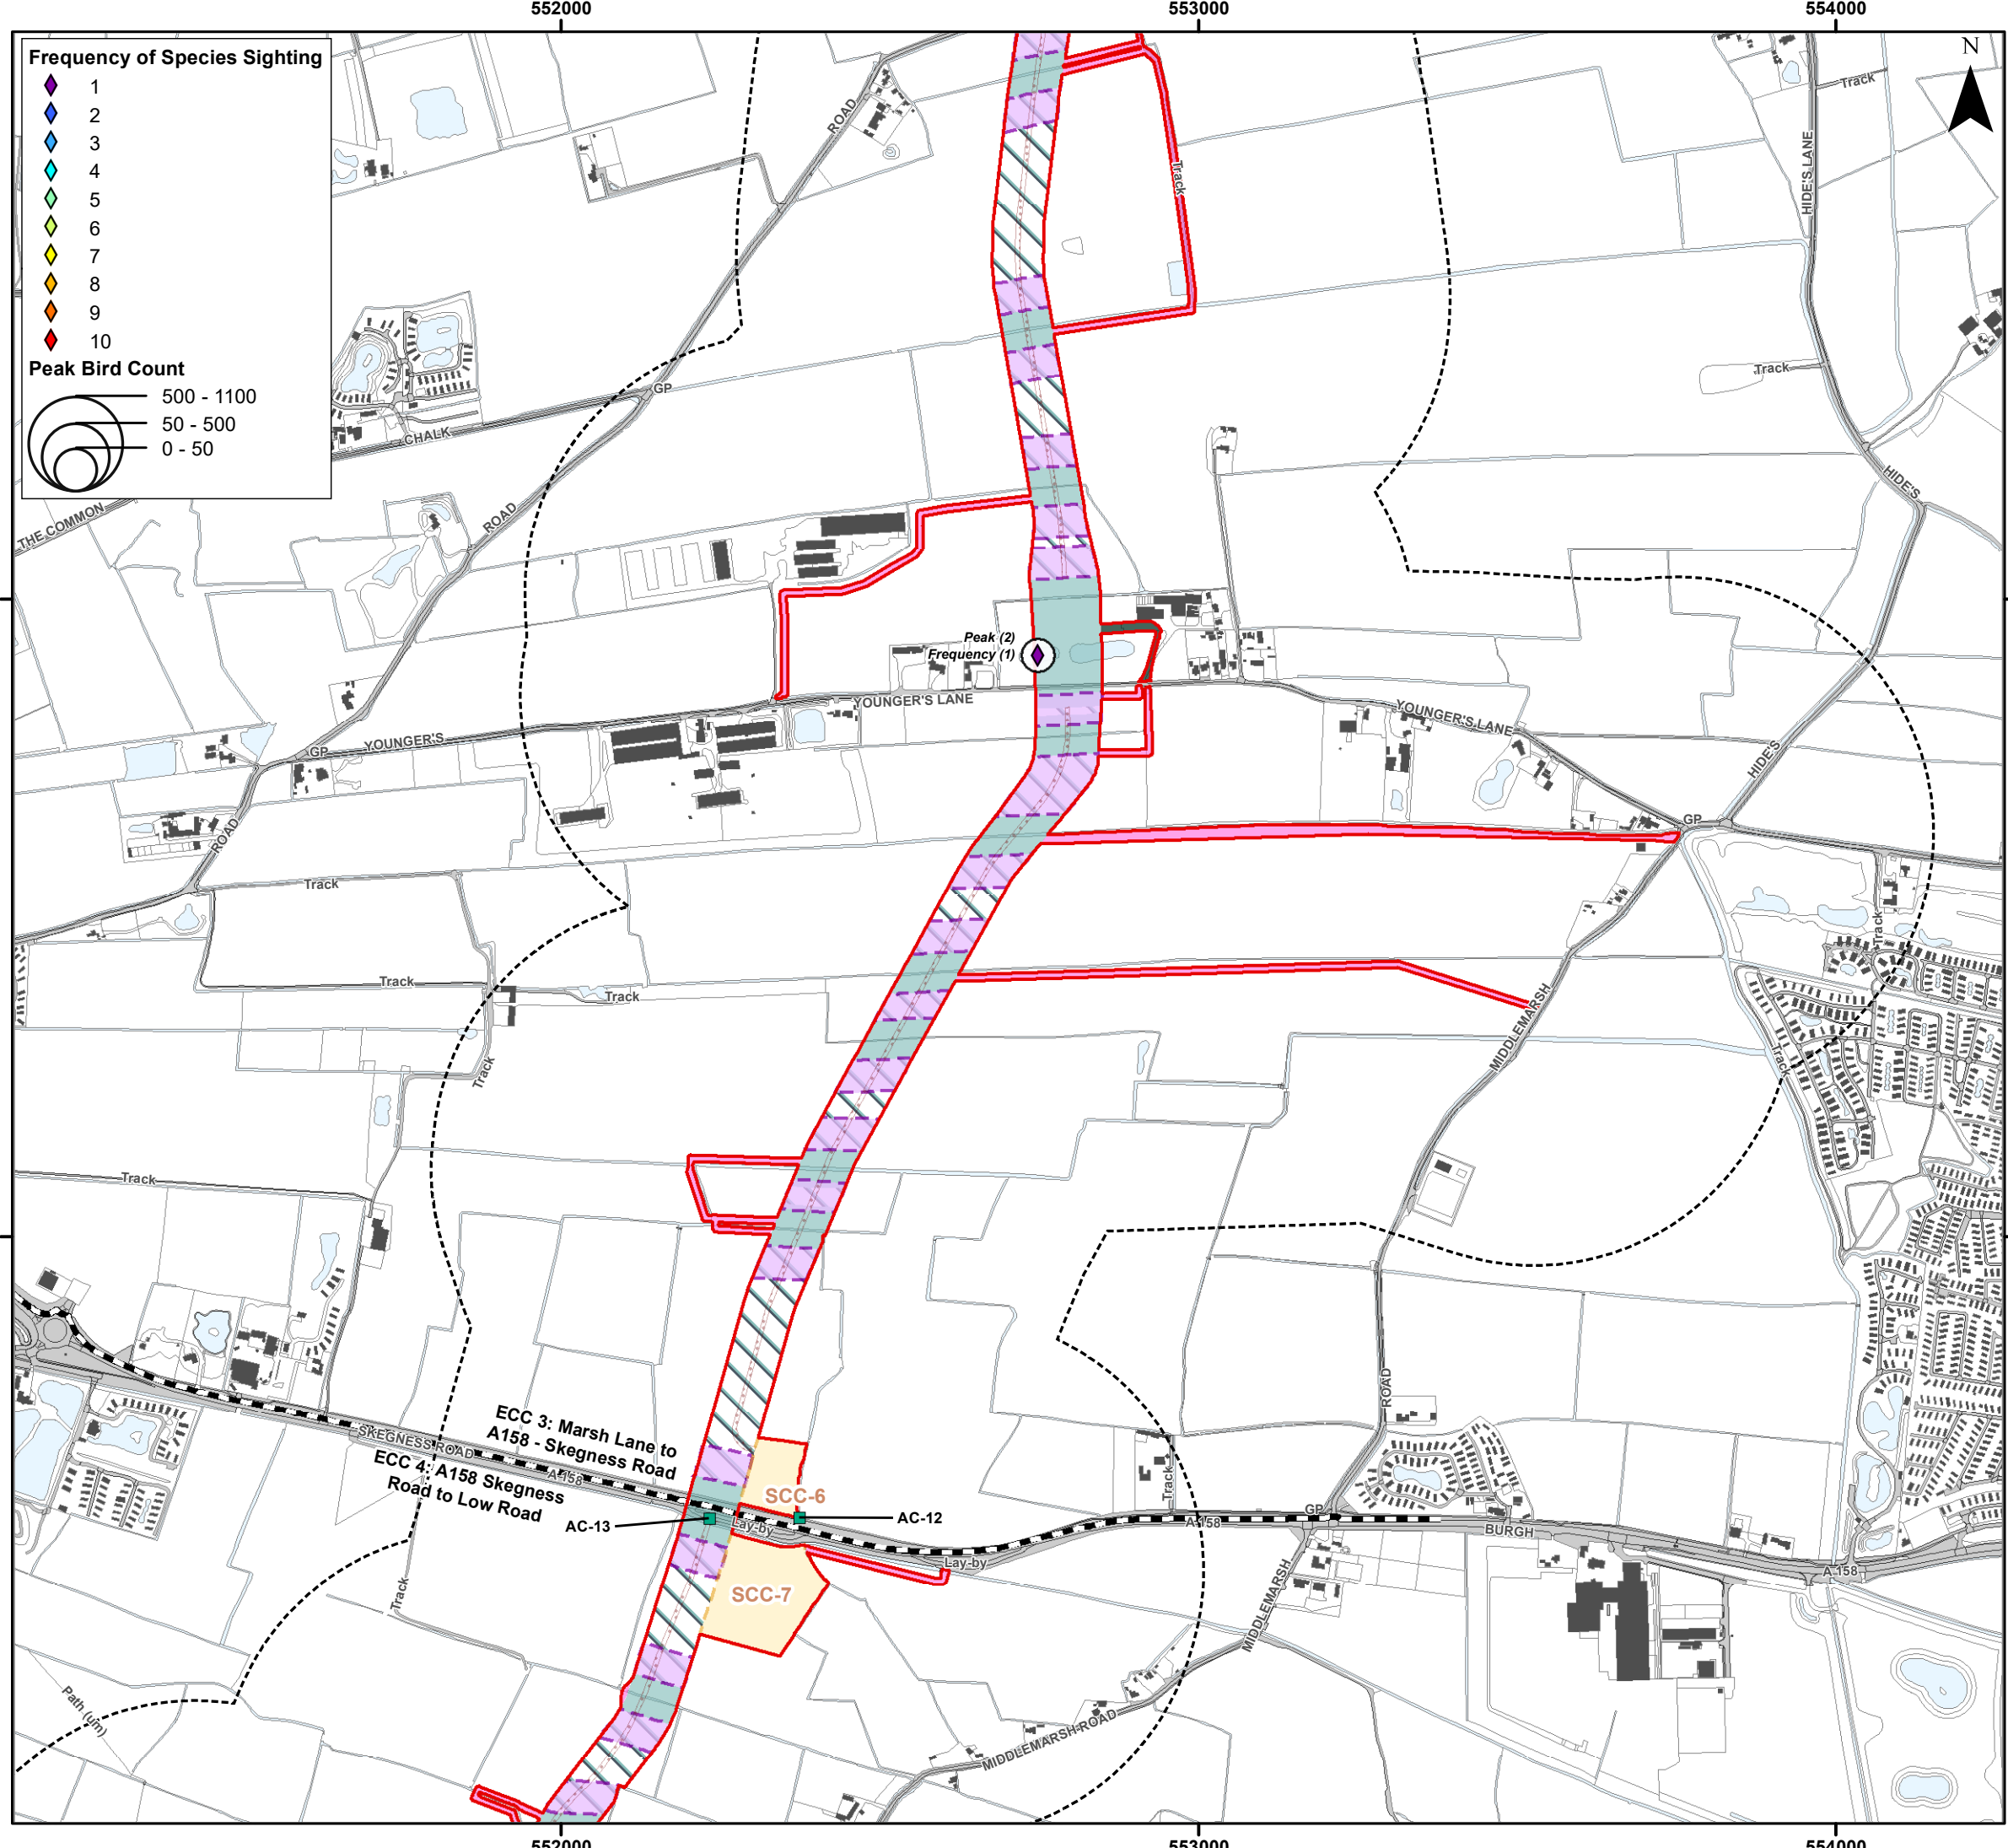 552000
553000
554000
Frequency of Species Sighting
1
2
3
4
5
6
7
8
9
10
Peak Bird Count
500 - 1100
50 - 500
0 - 50
N
ROAD
Track
HIDE'S LANE
Track
GP
CHALK
Track
THE COMMON
ROAD
HIDE'S
Peak (2)
Frequency (1)
YOUNGER'S LANE
YOUNGER'S LANE
GP
YOUNGER'S
HIDE'S
GP
ROAD
Track
Track
Track
Track
MIDDLEMARSH
Track
Track
Track
ROAD
ECC 3: Marsh Lane to
A158 - Skegness Road
SKEGNESS ROAD
A 158
ECC 4: A158 Skegness
Road to Low Road
SCC-6
Track
AC-13
Lay-by
AC-12
GP
A 158
BURGH
Lay-by
A 158
SCC-7
Track
MIDDLEMARSH
Path (um)
MIDDLEMARSH ROAD
552000
553000
554000